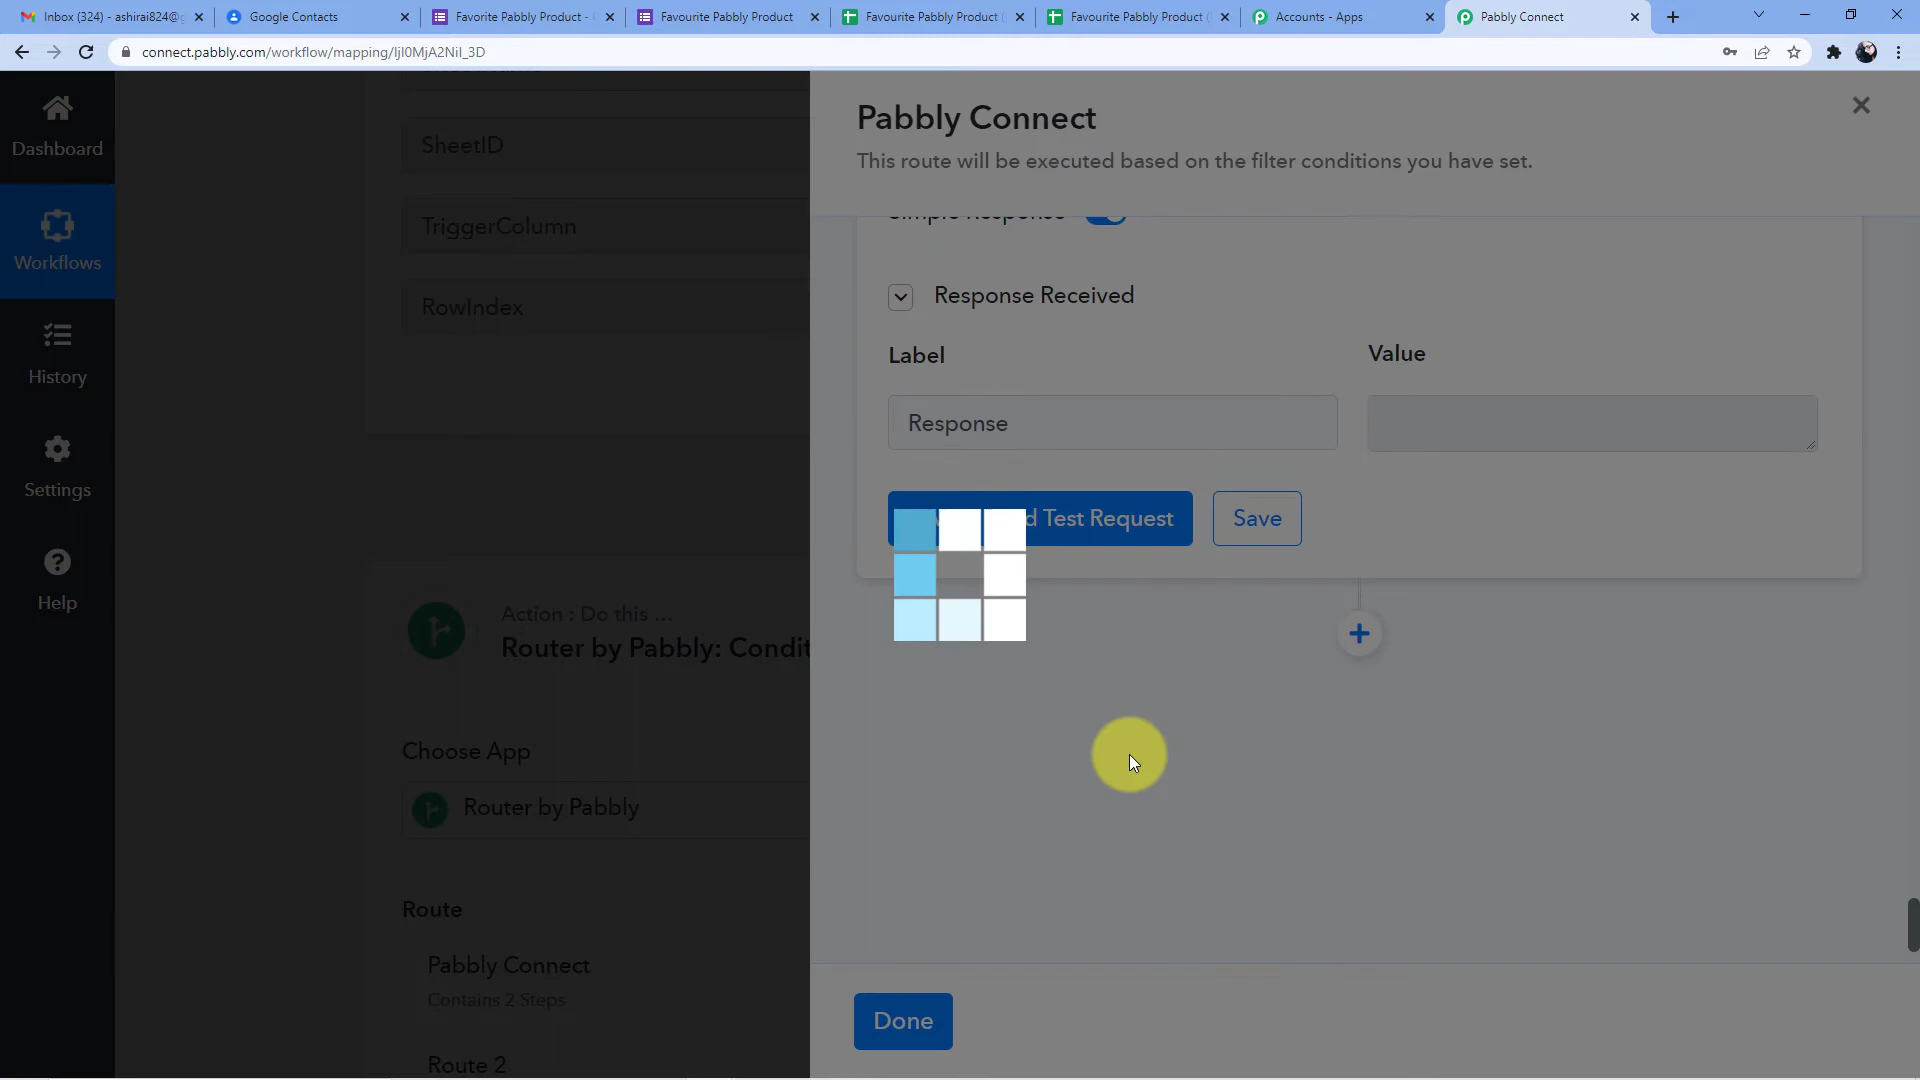 Inbox (324) - ashirai824@g
Google Contacts
Favorite Pabbly Product -
Favourite Pabbly Product
Favourite Pabbly Product (
Favourite Pabbly Product (
Accounts - Apps
Pabbly Connect
connect.pabbly.com/workflow/mapping/IjI0MjA2NiI_3D
Dashboard
Workflows
History
Settings
Help
SheetID
TriggerColumn
RowIndex
Action : Do this ...
Router by Pabbly: Condit
Choose App
Router by Pabbly
Route
Pabbly Connect
Contains 2 Steps
Route 2
Pabbly Connect
This route will be executed based on the filter conditions you have set.
Simple Response
Response Received
Label
Value
Response
d Test Request
Save
Done